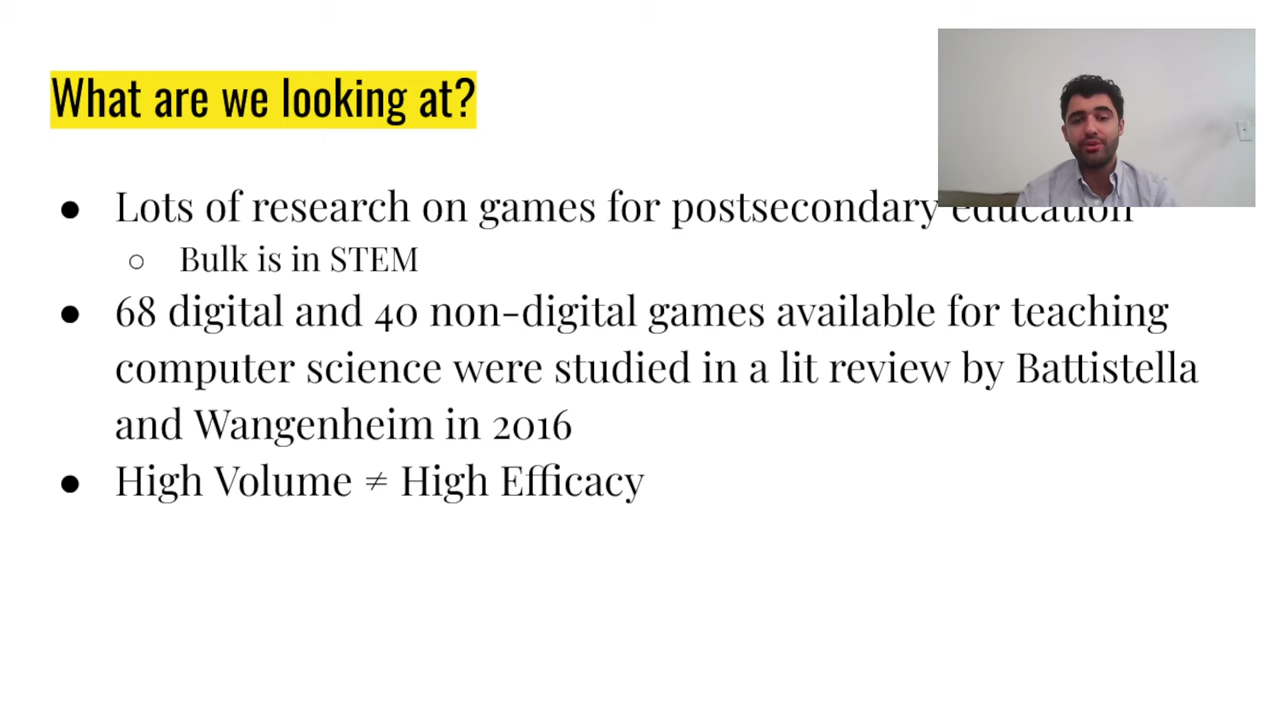 What are we looking at?
● Lots of research on games for postsecondary education
○ Bulk is in STEM
● 68 digital and 40 non-digital games available for teaching
computer science were studied in a lit review by Battistella
and Wangenheim in 2016
● High Volume ≠ High Efficacy